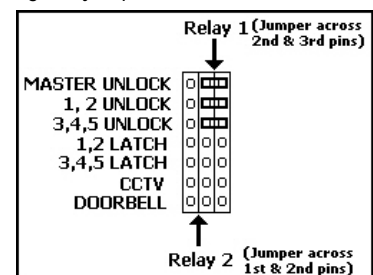 Relay 1 (Jumper across
2nd & 3rd pins)
MASTER UNLOCK
1, 2 UNLOCK
3,4,5 UNLOCK
1,2 LATCH
3,4,5 LATCH
CCTV
DOORBELL
Relay 2 (Jumper across
1st & 2nd pins)